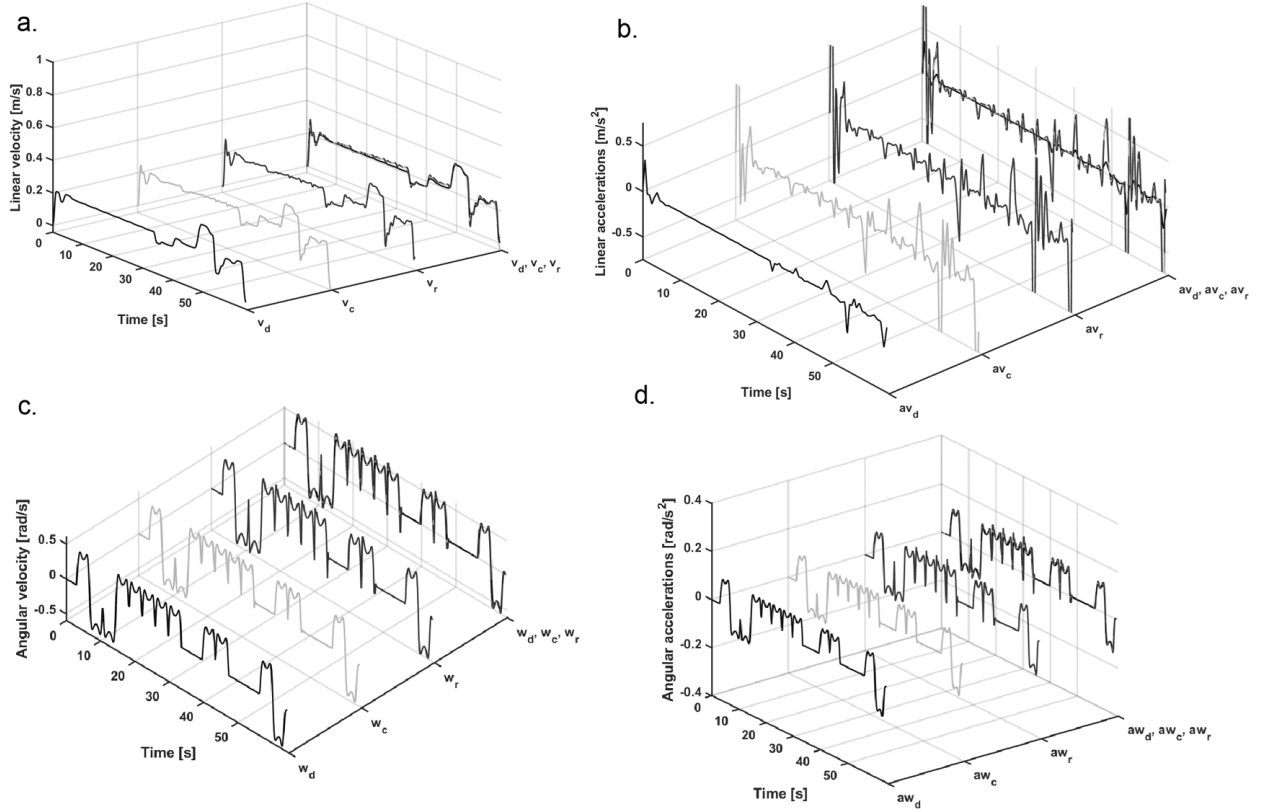 a.
Linear velocity [m/s]
1
0.8
0.6
0.4
0.2
0
0
10
20
30
40
50
Time [s]
v_d
v_c
v_r
v_d, v_c, v_r
b.
Linear accelerations [m/s²]
0.5
0
-0.5
0
10
20
30
40
50
Time [s]
av_d
av_c
av_r
av_d, av_c, av_r
c.
Angular velocity [rad/s]
0.5
0
-0.5
0
10
20
30
40
50
Time [s]
w_d
w_c
w_r
w_d, w_c, w_r
d.
Angular accelerations [rad/s²]
0.4
0.2
0
-0.2
-0.4
0
10
20
30
40
50
Time [s]
aw_d
aw_c
aw_r
aw_d, aw_c, aw_r